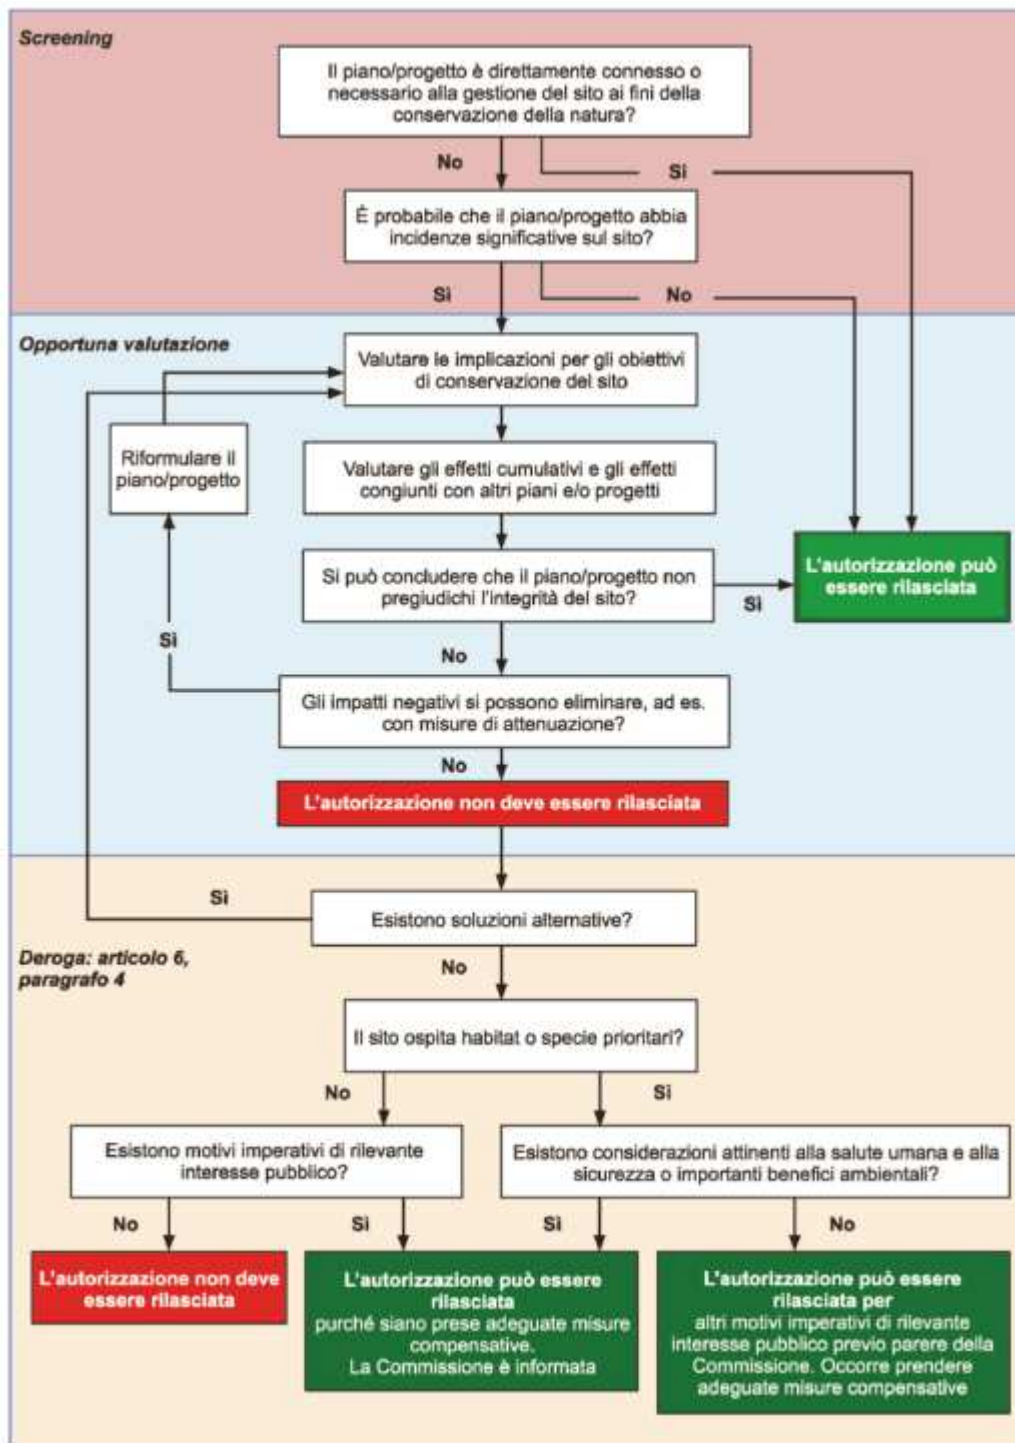 Screening
Il piano/progetto è direttamente connesso o
necessario alla gestione del sito ai fini della
conservazione della natura?
No
Sì
È probabile che il piano/progetto abbia
incidenze significative sul sito?
Sì
No
Opportuna valutazione
Valutare le implicazioni per gli obiettivi
di conservazione del sito
Riformulare il
piano/progetto
Valutare gli effetti cumulativi e gli effetti
congiunti con altri piani e/o progetti
L'autorizzazione può
essere rilasciata
Si può concludere che il piano/progetto non
pregiudichi l'integrità del sito?
Sì
Sì
No
Gli impatti negativi si possono eliminare, ad es.
con misure di attenuazione?
No
L'autorizzazione non deve essere rilasciata
Sì
Esistono soluzioni alternative?
Deroga: articolo 6,
paragrafo 4
No
Il sito ospita habitat o specie prioritari?
No
Sì
Esistono motivi imperativi di rilevante
interesse pubblico?
Esistono considerazioni attinenti alla salute umana e alla
sicurezza o importanti benefici ambientali?
No
Sì
Sì
No
L'autorizzazione non deve
essere rilasciata
L'autorizzazione può essere
rilasciata
purché siano prese adeguate misure
compensative.
La Commissione è informata
L'autorizzazione può essere
rilasciata per
altri motivi imperativi di rilevante
interesse pubblico previo parere della
Commissione. Occorre prendere
adeguate misure compensative